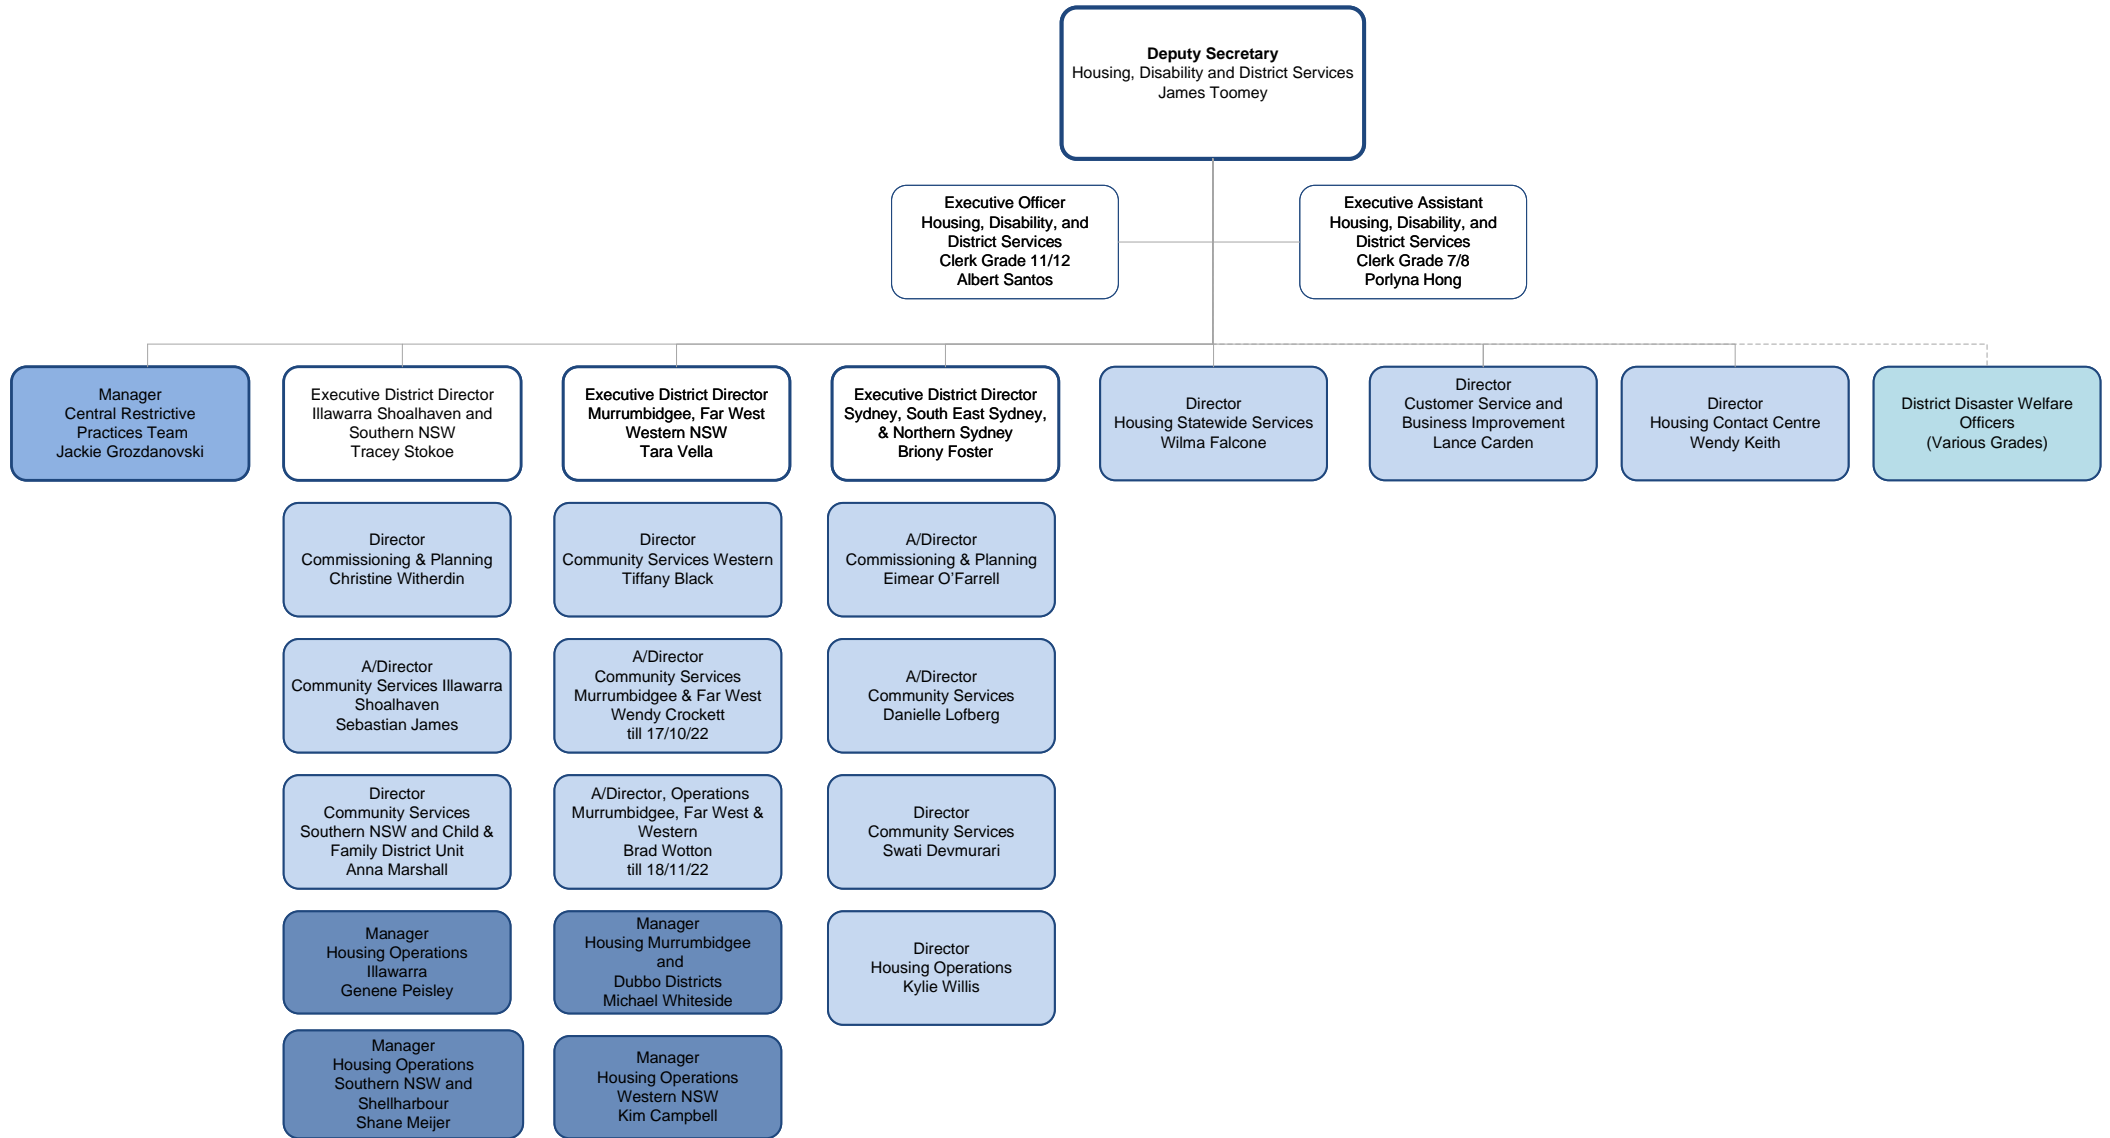 Deputy Secretary
Housing, Disability and District Services
James Toomey
Executive Officer
Housing, Disability, and
District Services
Clerk Grade 11/12
Albert Santos
Executive Assistant
Housing, Disability, and
District Services
Clerk Grade 7/8
Porlyna Hong
Manager
Central Restrictive
Practices Team
Jackie Grozdanovski
Executive District Director
Illawarra Shoalhaven and
Southern NSW
Tracey Stokoe
Executive District Director
Murrumbidgee, Far West
Western NSW
Tara Vella
Executive District Director
Sydney, South East Sydney,
& Northern Sydney
Briony Foster
Director
Housing Statewide Services
Wilma Falcone
Director
Customer Service and
Business Improvement
Lance Carden
Director
Housing Contact Centre
Wendy Keith
District Disaster Welfare
Officers
(Various Grades)
Director
Commissioning & Planning
Christine Witherdin
Director
Community Services Western
Tiffany Black
A/Director
Commissioning & Planning
Eimear O’Farrell
A/Director
Community Services Illawarra
Shoalhaven
Sebastian James
A/Director
Community Services
Murrumbidgee & Far West
Wendy Crockett
till 17/10/22
A/Director
Community Services
Danielle Lofberg
Director
Community Services
Southern NSW and Child &
Family District Unit
Anna Marshall
A/Director, Operations
Murrumbidgee, Far West &
Western
Brad Wotton
till 18/11/22
Director
Community Services
Swati Devmurari
Manager
Housing Operations
Illawarra
Genene Peisley
Manager
Housing Murrumbidgee
and
Dubbo Districts
Michael Whiteside
Director
Housing Operations
Kylie Willis
Manager
Housing Operations
Southern NSW and
Shellharbour
Shane Meijer
Manager
Housing Operations
Western NSW
Kim Campbell